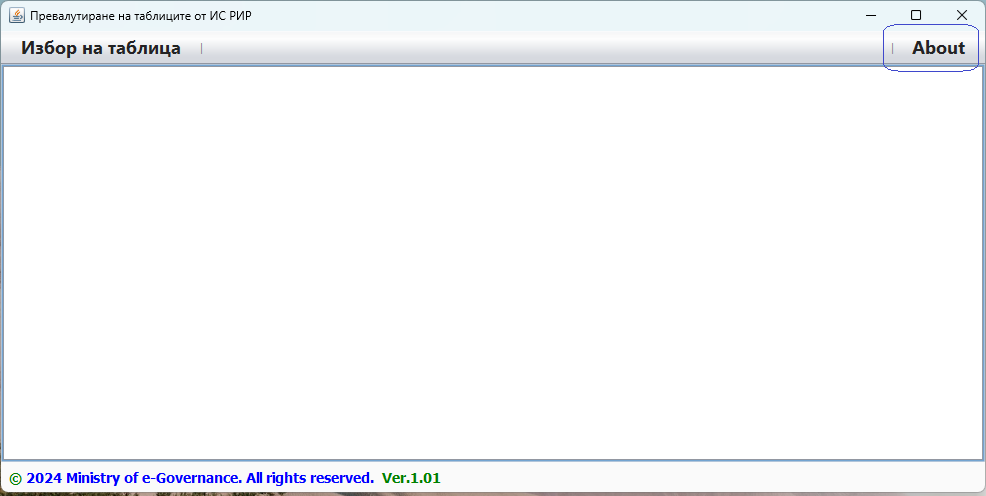 Превалутиране на таблиците от ИС РИР
Избор на таблица | | About
© 2024 Ministry of e-Governance. All rights reserved. Ver.1.01